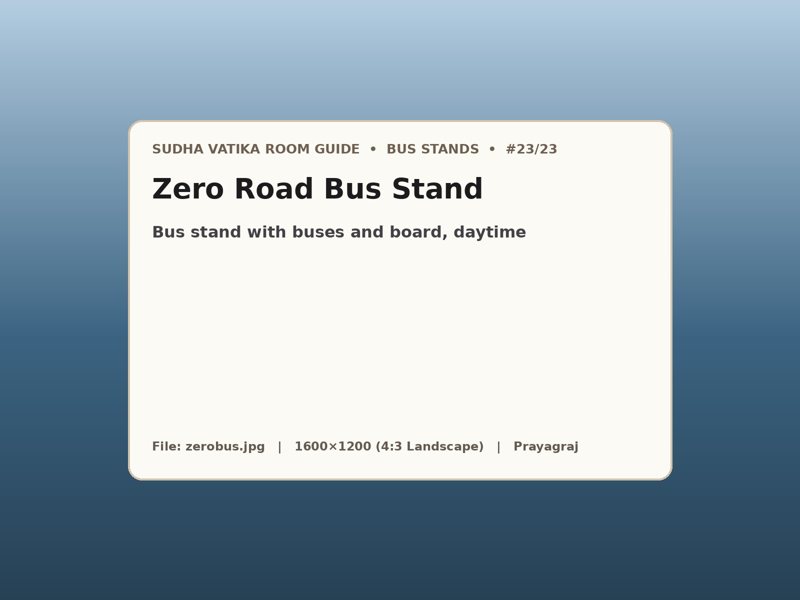 SUDHA VATIKA ROOM GUIDE • BUS STANDS • #23/23
Zero Road Bus Stand
Bus stand with buses and board, daytime
File: zerobus.jpg | 1600×1200 (4:3 Landscape) | Prayagraj